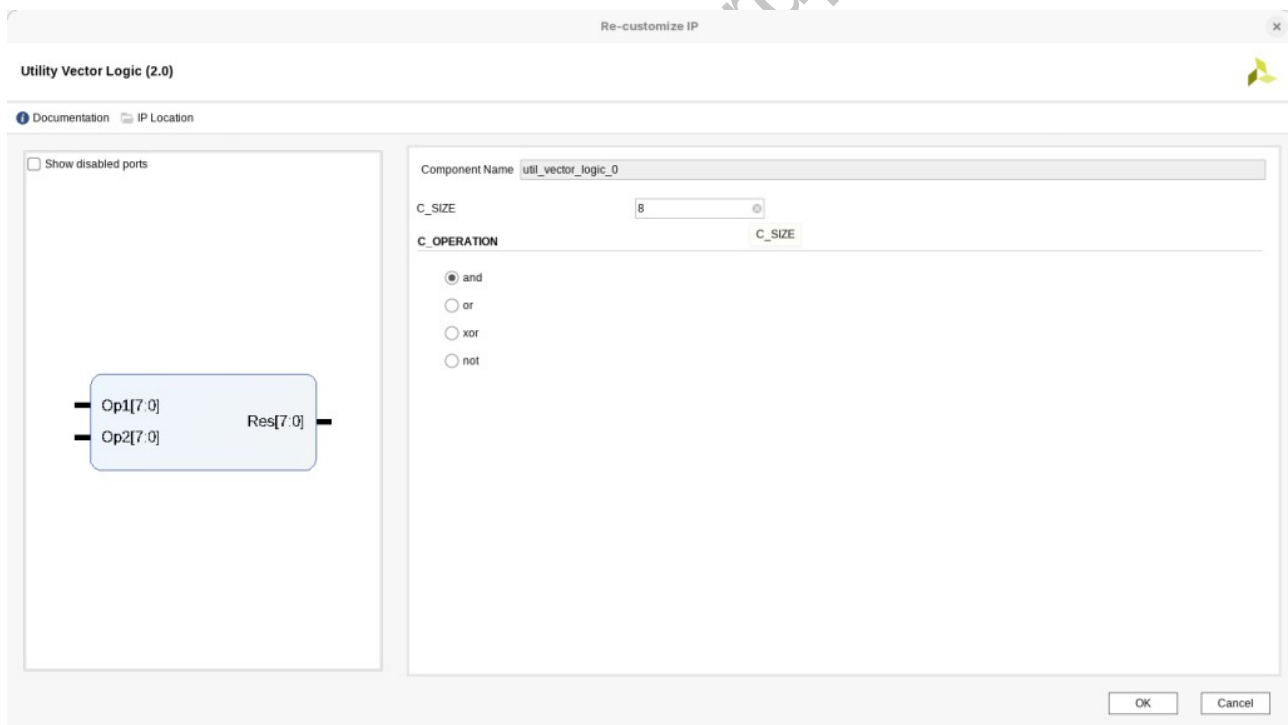 Re-customize IP
Utility Vector Logic (2.0)
Documentation IP Location
Show disabled ports
Op1[7:0]
Op2[7:0]
Res[7:0]
Component Name util_vector_logic_0
C_SIZE 8
C_SIZE
C_OPERATION
and
or
xor
not
OK Cancel